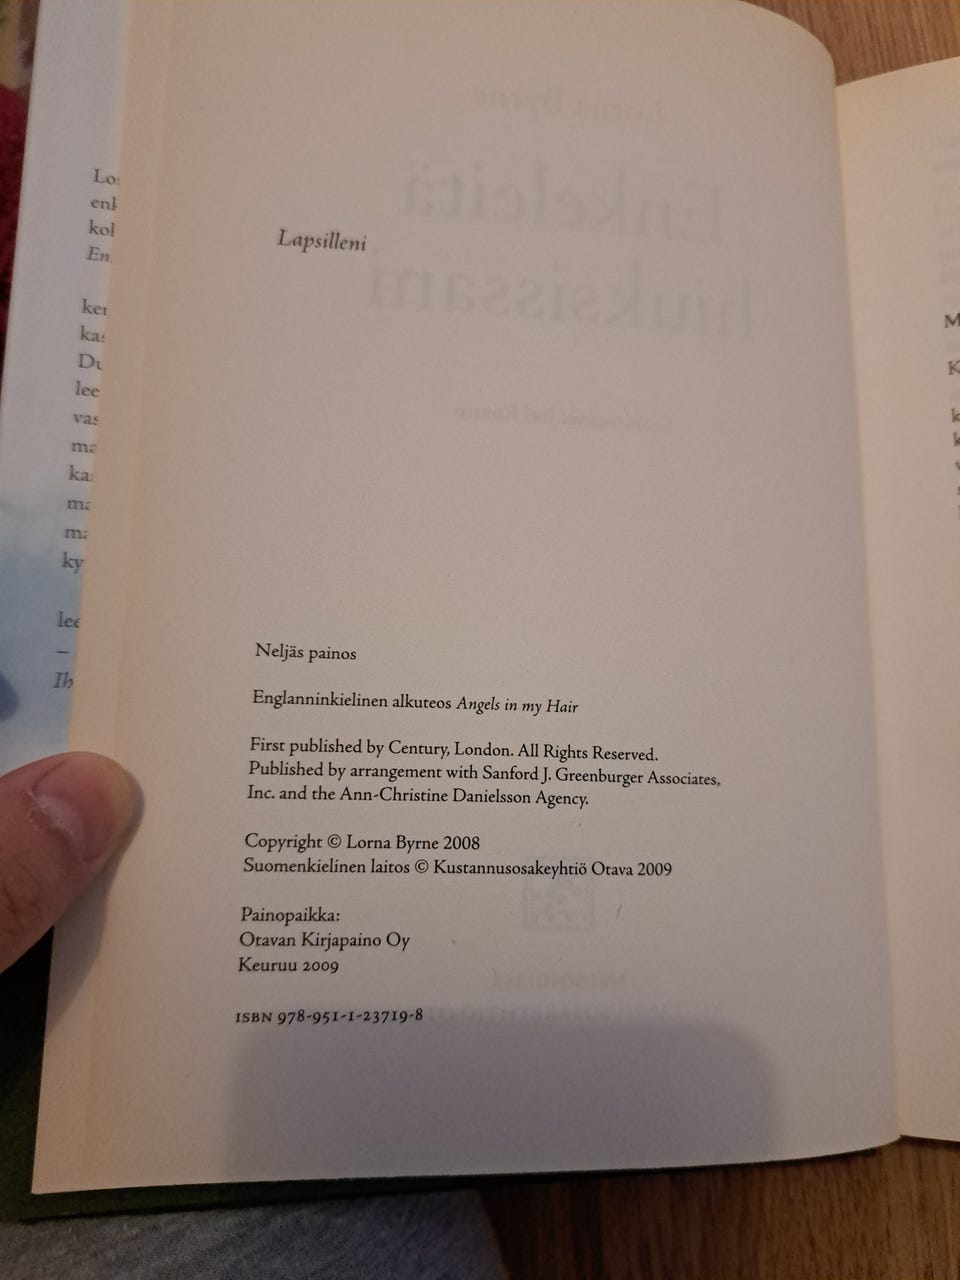 Lapsilleni
Neljäs painos
Englanninkielinen alkuteos Angels in my Hair
First published by Century, London. All Rights Reserved.
Published by arrangement with Sanford J. Greenburger Associates,
Inc. and the Ann-Christine Danielsson Agency.
Copyright © Lorna Byrne 2008
Suomenkielinen laitos © Kustannusosakeyhtiö Otava 2009
Painopaikka:
Otavan Kirjapaino Oy
Keuruu 2009
ISBN 978-951-1-23719-8